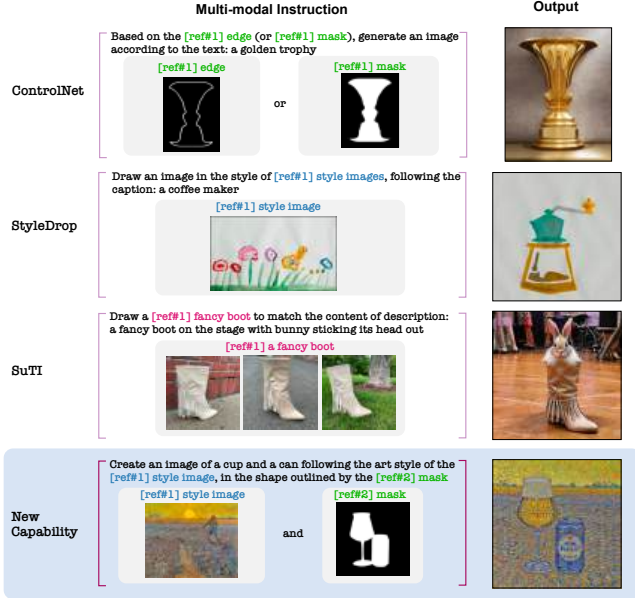 Multi-modal Instruction
Output
ControlNet
Based on the [ref#1] edge (or [ref#1] mask), generate an image
according to the text: a golden trophy
[ref#1] edge
or
[ref#1] mask
StyleDrop
Draw an image in the style of [ref#1] style images, following the
caption: a coffee maker
[ref#1] style image
SuTI
Draw a [ref#1] fancy boot to match the content of description:
a fancy boot on the stage with bunny sticking its head out
[ref#1] a fancy boot
New
Capability
Create an image of a cup and a can following the art style of the
[ref#1] style image, in the shape outlined by the [ref#2] mask
[ref#1] style image
and
[ref#2] mask